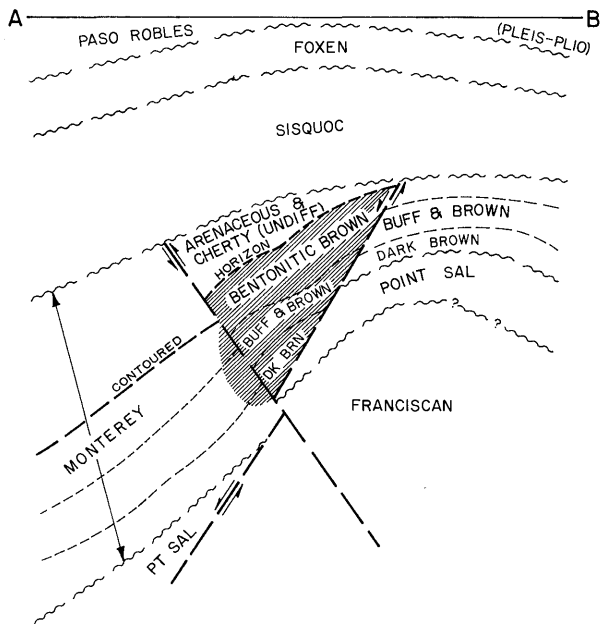 A
B
PASO ROBLES
(PLEIS-PLIO)
FOXEN
SISQUOC
ARENACEOUS &
CHERTY (UNDIFF)
HORIZON
BENTONITIC BROWN
BUFF & BROWN
DARK BROWN
POINT SAL
?
?
BUFF & BROWN
DK BRN
CONTOURED
MONTEREY
FRANCISCAN
PT SAL